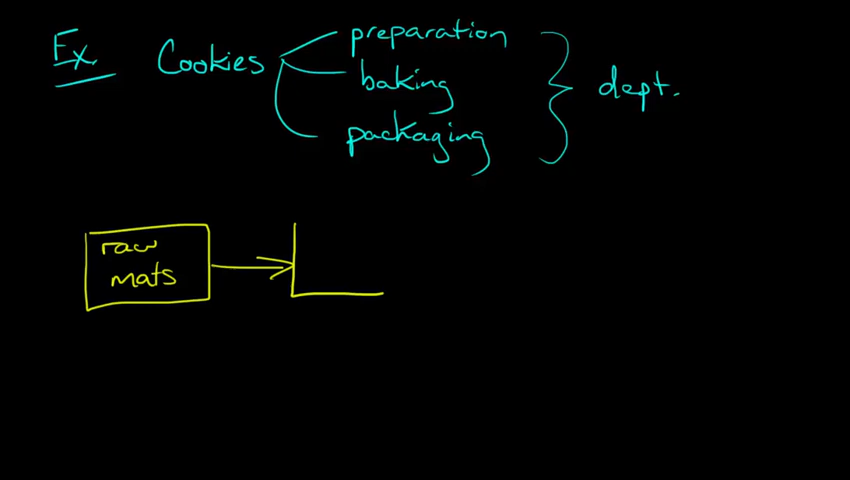 Ex.
Cookies
preparation
baking
packaging
dept.
raw
mats